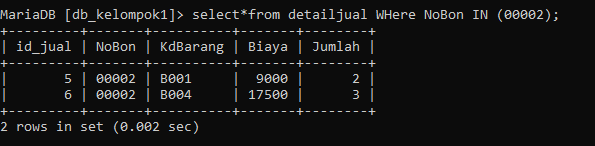 MariaDB [db_kelompok1]> select*from detailjual WHere NoBon IN (00002);
+---------+-------+----------+-------+--------+
| id_jual | NoBon | KdBarang | Biaya | Jumlah |
+---------+-------+----------+-------+--------+
|       5 | 00002 | B001     |  9000 |      2 |
|       6 | 00002 | B004     | 17500 |      3 |
+---------+-------+----------+-------+--------+
2 rows in set (0.002 sec)